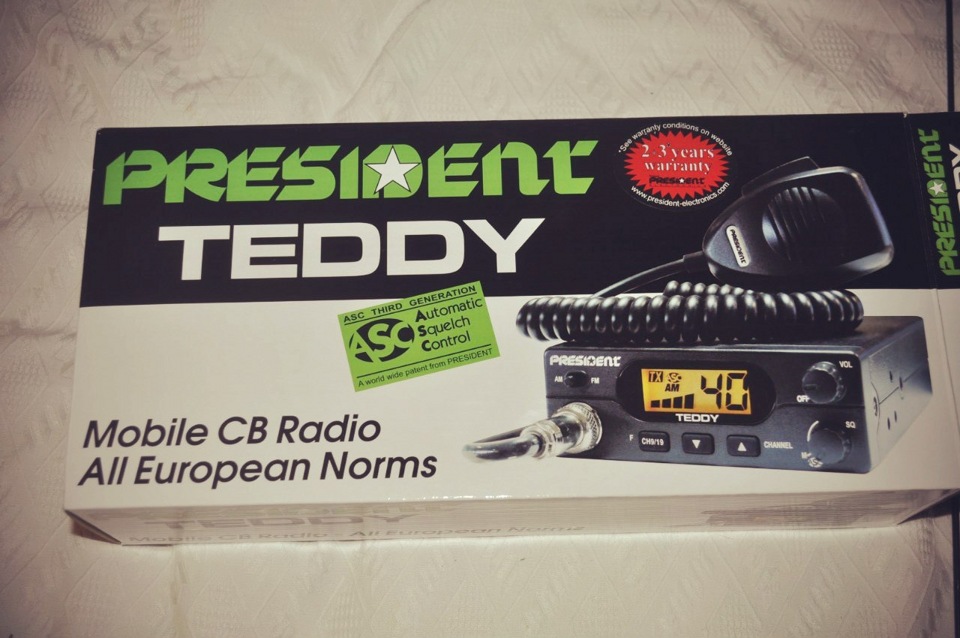 PRESIDENT
TEDDY
*See warranty conditions on website
2-3 years
warranty
PRESIDENT
www.president-electronics.com
ASC THIRD GENERATION
ASC
Automatic
Squelch
Control
A world wide patent from PRESIDENT
Mobile CB Radio
All European Norms
PRESIDENT
PRESIDENT
AM
FM
TX ASC
AM
40
TEDDY
VOL
OFF
SQ
F
CH9/19
▼
▲
CHANNEL
PRESIDENT
TEDDY
Mobile CB Radio - All European Norms